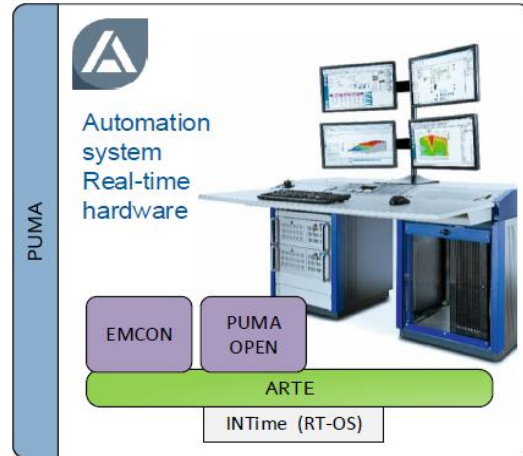 PUMA
Automation
system
Real-time
hardware
EMCON
PUMA
OPEN
ARTE
INTime (RT-OS)